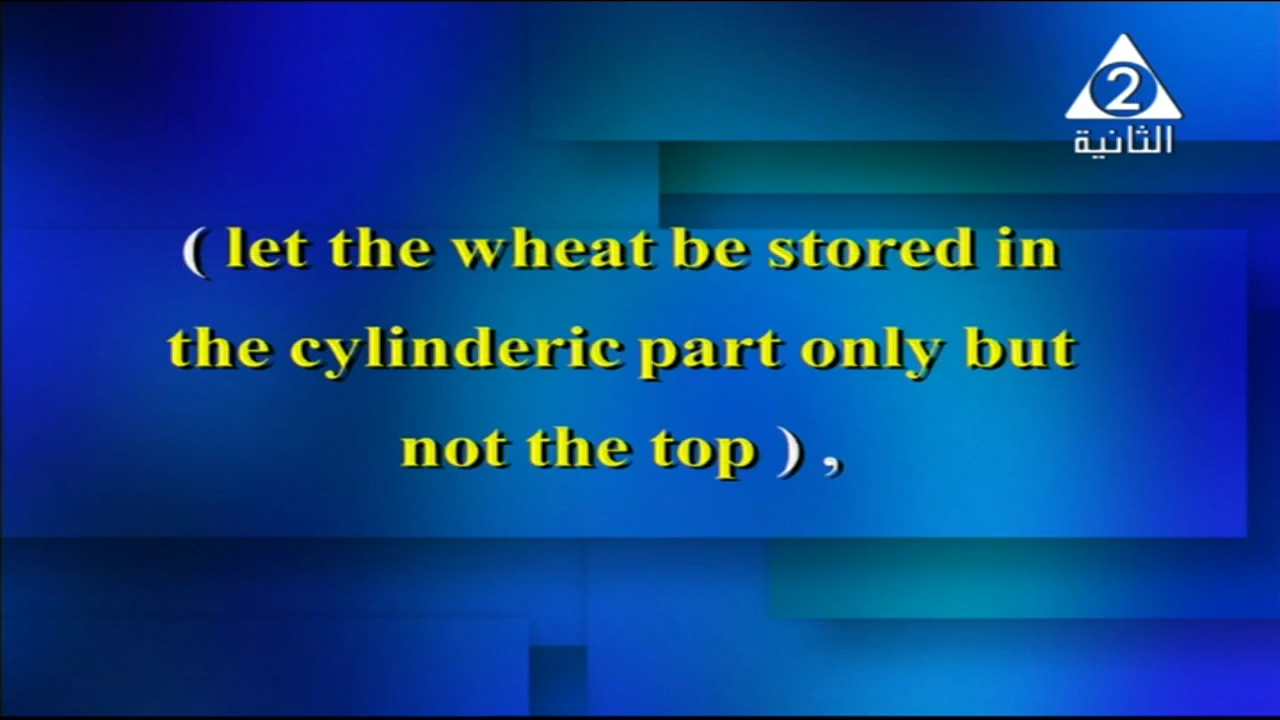 2
الثانية
( let the wheat be stored in
the cylinderic part only but
not the top ) ,